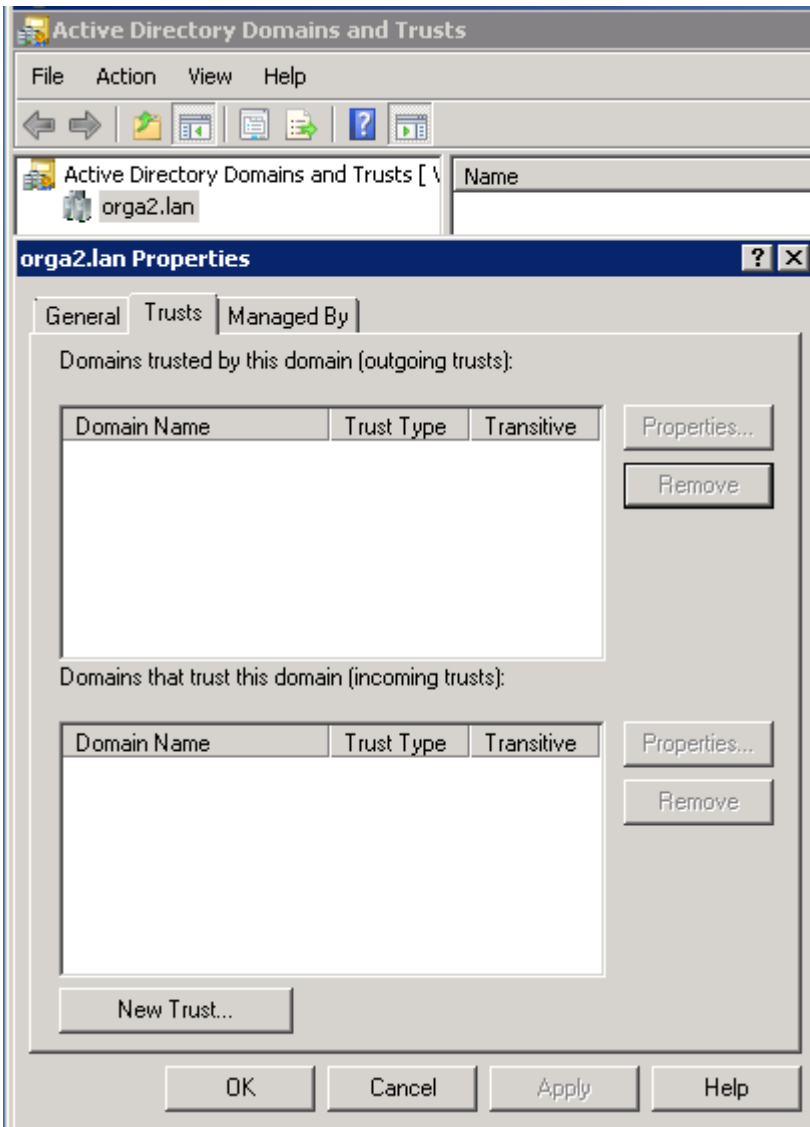 Active Directory Domains and Trusts
File Action View Help
Active Directory Domains and Trusts [ Name
orga2.lan
orga2.lan Properties
General Trusts Managed By
Domains trusted by this domain (outgoing trusts):
Domain Name Trust Type Transitive Properties...
Remove
Domains that trust this domain (incoming trusts):
Domain Name Trust Type Transitive Properties...
Remove
New Trust...
OK Cancel Apply Help